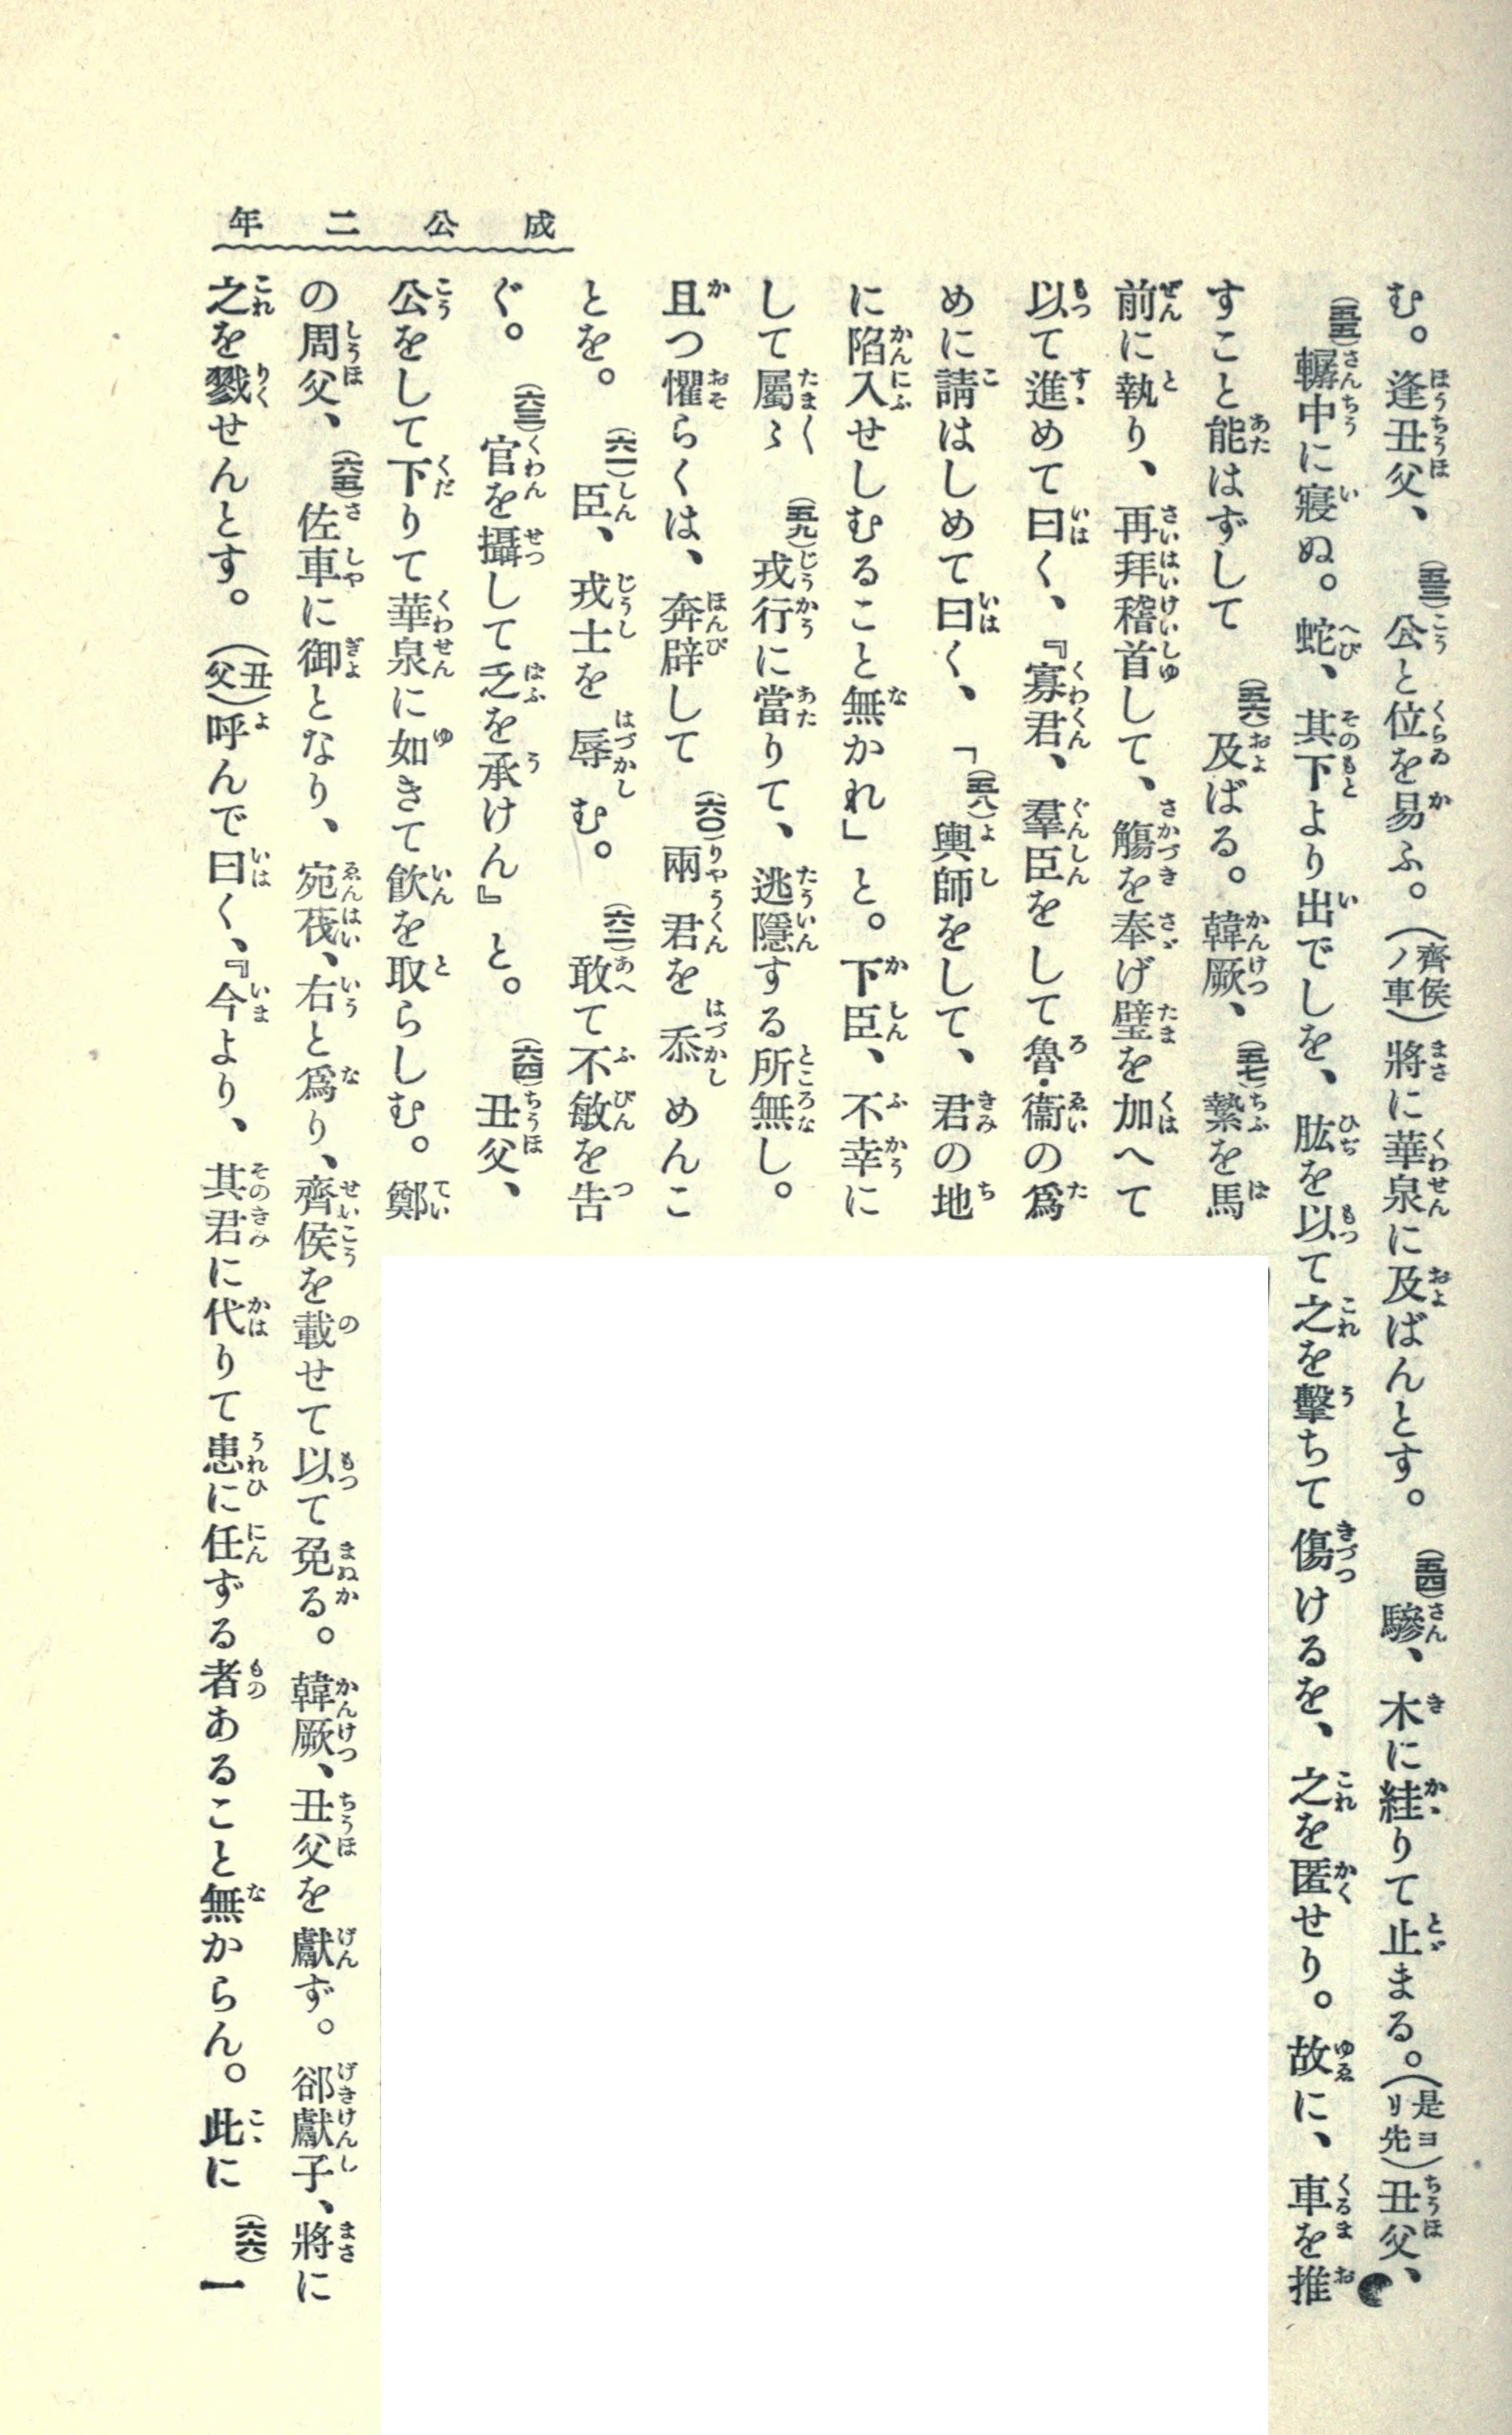 成公二年
む。逢丑父、(五三)公と位を易ふ。(齊侯ノ車)將に華泉に及ばんとす。(五四)驂、木に絓りて止まる。(是ヨリ先)丑父、
(五五)轏中に寢ぬ。蛇、其下より出でしを、肱を以て之を擊ちて傷けるを、之を匿せり。故に、車を推
すこと能はずして(五六)及ばる。韓厥、(五七)縶を馬
前に執り、再拜稽首して、觴を奉げ璧を加へて
以て進めて曰く、『寡君、羣臣をして魯・衞の爲
めに請はしめて曰く、「(五八)輿師をして、君の地
に陷入せしむること無かれ」と。下臣、不幸に
して屬〻(五九)戎行に當りて、逃隱する所無し。
且つ懼らくは、奔辟して(六〇)兩君を忝めんこ
とを。(六一)臣、戎士を辱む。(六二)敢て不敏を告
ぐ。(六三)官を攝して乏を承けん』と。(六四)丑父、
公をして下りて華泉に如きて飮を取らしむ。鄭
の周父、(六五)佐車に御となり、宛茷、右と爲り、齊侯を載せて以て免る。韓厥、丑父を獻ず。郤獻子、將に
之を戮せんとす。(丑父)呼んで曰く、『今より、其君に代りて患に任ずる者あること無からん。此に(六六)一